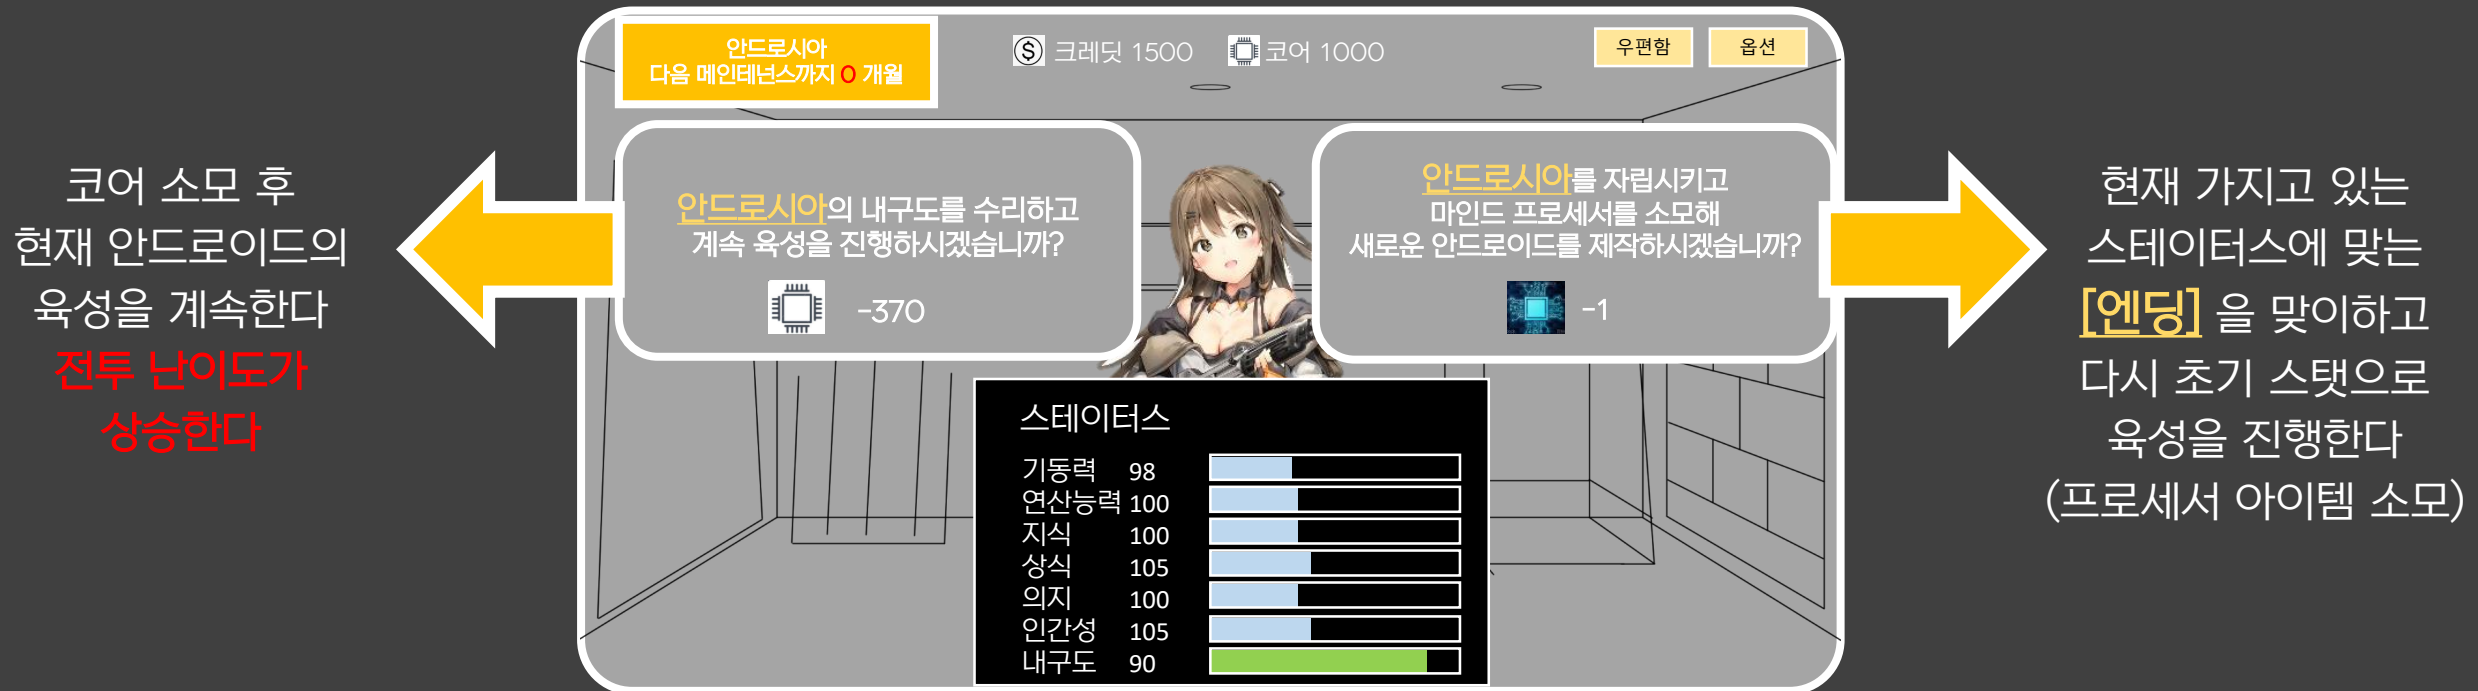 안드로시아
다음 메인테넌스까지 0 개월
크레딧 1500
코어 1000
우편함
옵션
코어 소모 후
현재 안드로이드의
육성을 계속한다
전투 난이도가
상승한다
안드로시아의 내구도를 수리하고
계속 육성을 진행하시겠습니까?
-370
안드로시아를 자립시키고
마인드 프로세서를 소모해
새로운 안드로이드를 제작하시겠습니까?
-1
현재 가지고 있는
스테이터스에 맞는
[엔딩] 을 맞이하고
다시 초기 스탯으로
육성을 진행한다
(프로세서 아이템 소모)
스테이터스
기동력 98
연산능력 100
지식 100
상식 105
의지 100
인간성 105
내구도 90